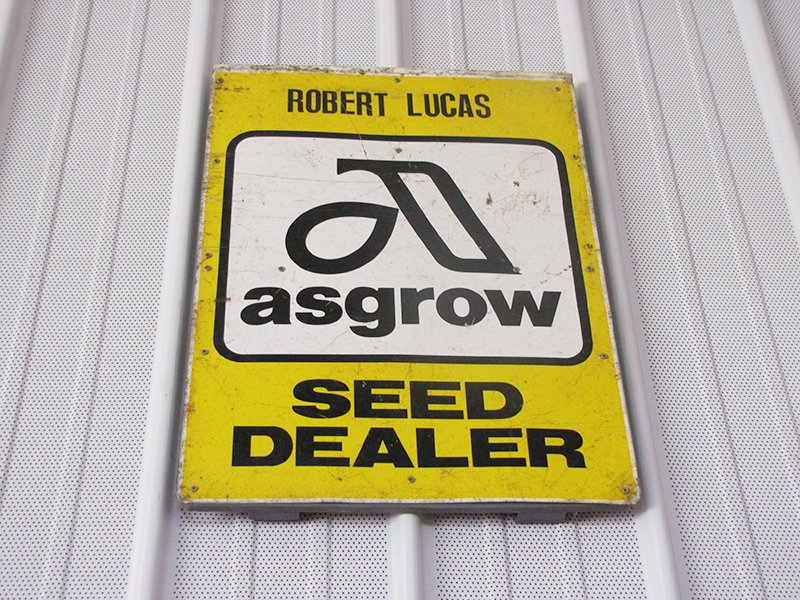 ROBERT LUCAS
asgrow
SEED
DEALER